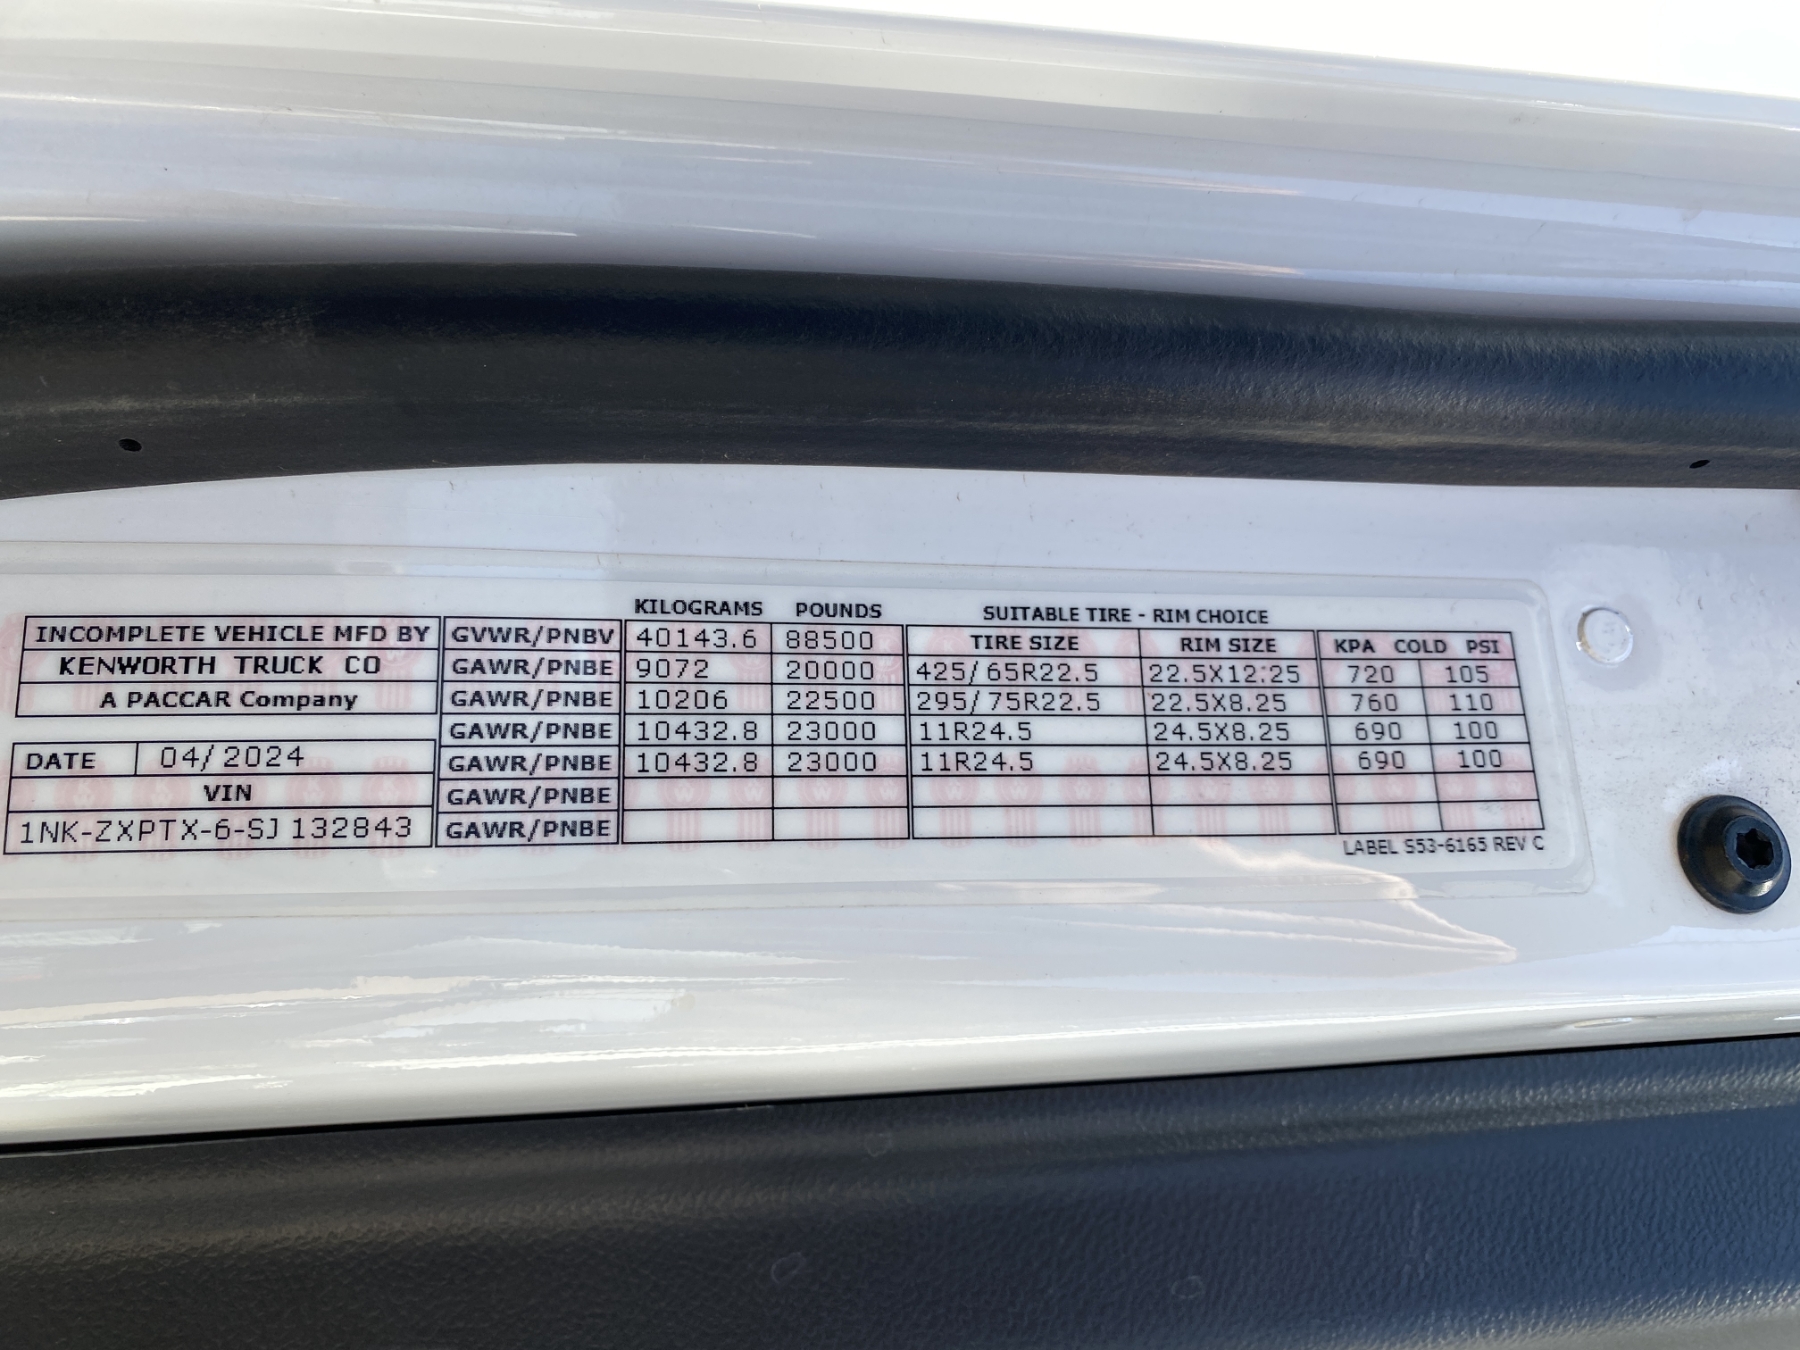 KILOGRAMS POUNDS SUITABLE TIRE - RIM CHOICE
INCOMPLETE VEHICLE MFD BY GVWR/PNBV 40143.6 88500 TIRE SIZE RIM SIZE KPA COLD PSI
KENWORTH TRUCK CO GAWR/PNBE 9072 20000 425/65R22.5 22.5X12.25 720 105
A PACCAR Company GAWR/PNBE 10206 22500 295/75R22.5 22.5X8.25 760 110
GAWR/PNBE 10432.8 23000 11R24.5 24.5X8.25 690 100
DATE 04/2024 GAWR/PNBE 10432.8 23000 11R24.5 24.5X8.25 690 100
VIN GAWR/PNBE
1NK-ZXPTX-6-SJ132843 GAWR/PNBE
LABEL S53-6165 REV C